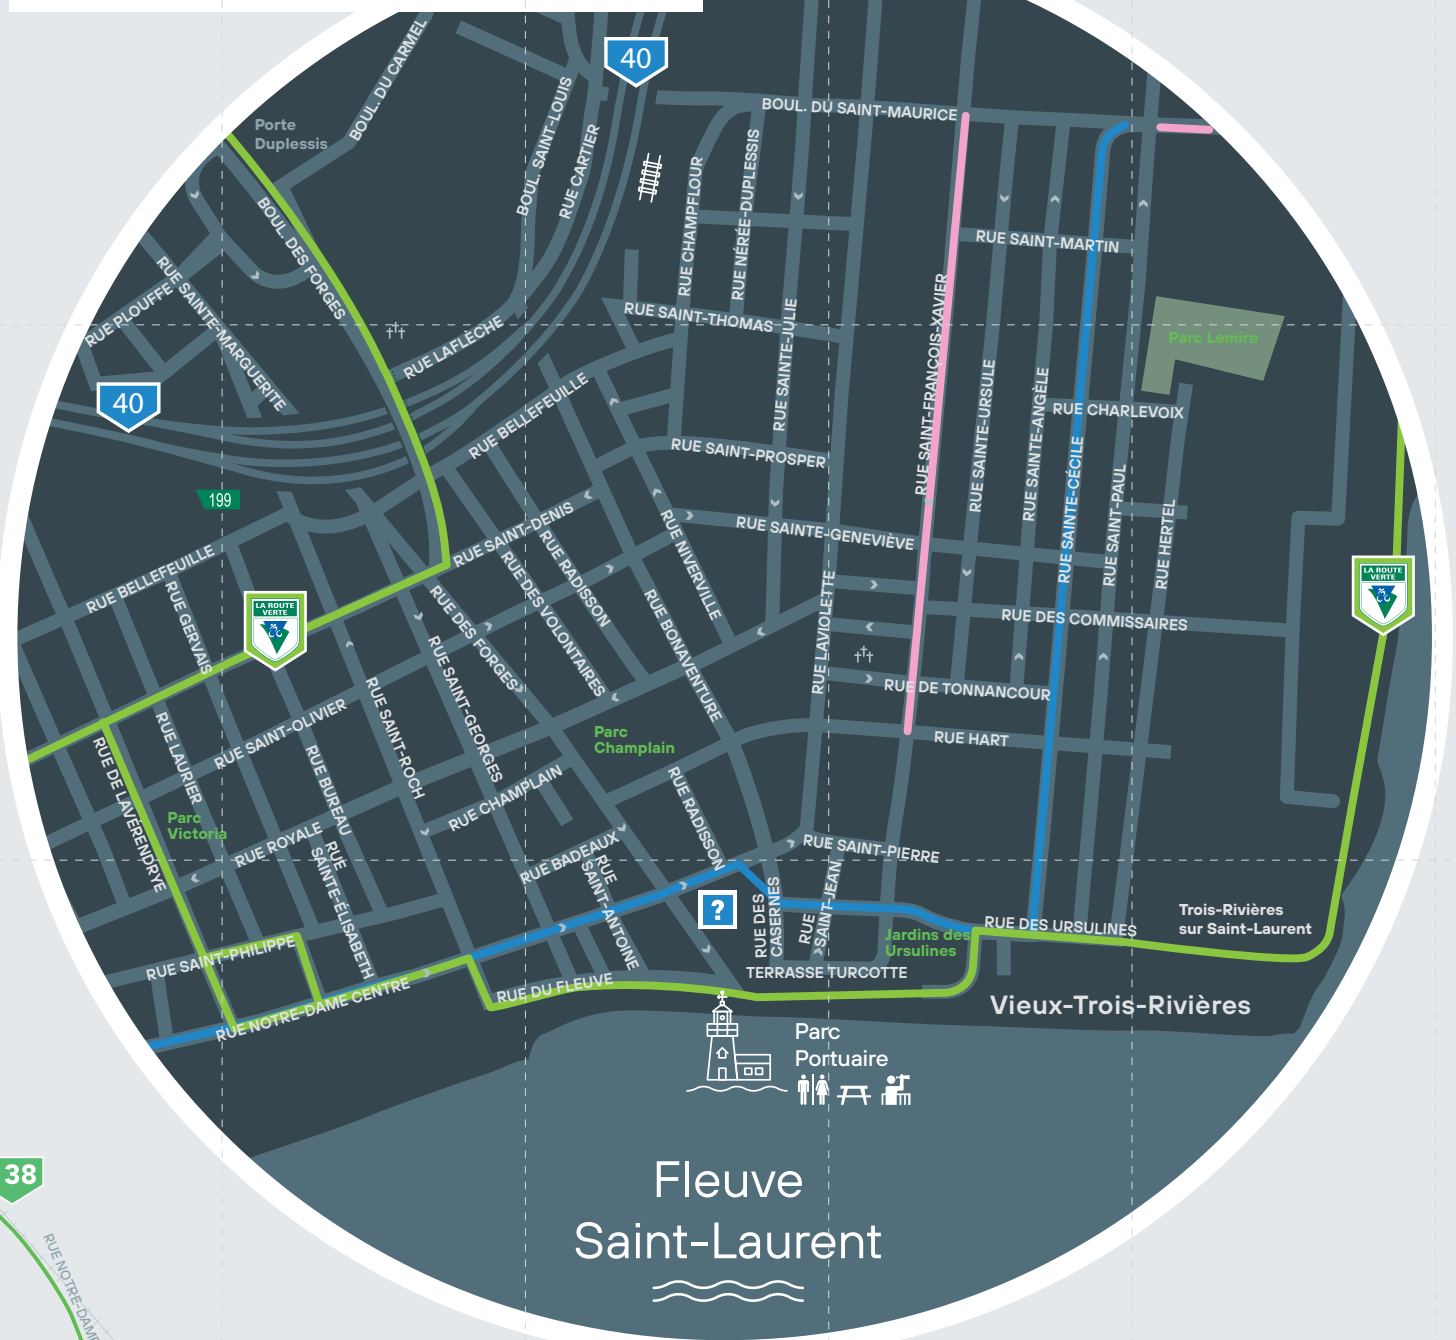 BOUL. DU CARMEL
40
BOUL. SAINT-LOUIS
RUE CARTIER
BOUL. DU SAINT-MAURICE
Porte
Duplessis
RUE CHAMPFLOUR
RUE NÉRÉE-DUPLESSIS
BOUL. DES FORGES
RUE SAINT-MARTIN
RUE PLOUFFE
RUE SAINTE-MARGUERITE
RUE LAFLÈCHE
RUE SAINT-THOMAS
RUE SAINTE-JULIE
RUE SAINT-FRANÇOIS-XAVIER
Parc Lemire
40
RUE BELLEFEUILLE
RUE SAINTE-URSULE
RUE SAINTE-ANGÈLE
RUE CHARLEVOIX
RUE SAINT-PROSPER
RUE SAINTE-CÉCILE
RUE SAINT-PAUL
RUE HERTEL
199
RUE SAINT-DENIS
RUE NIVERVILLE
RUE SAINTE-GENEVIÈVE
RUE BELLEFEUILLE
RUE GERVAIS
LA ROUTE
VERTE
RUE DES FORGES
RUE DES VOLONTAIRES
RUE RADISSON
RUE BONAVENTURE
RUE LAVIOLETTE
RUE DES COMMISSAIRES
LA ROUTE
VERTE
RUE SAINT-GEORGES
RUE SAINT-ROCH
RUE DE TONNANCOUR
RUE SAINT-OLIVIER
RUE LAURIER
RUE DE LAVÉRENDRYE
RUE BUREAU
Parc
Champlain
RUE HART
RUE CHAMPLAIN
RUE RADISSON
Parc
Victoria
RUE ROYALE
RUE
SAINTE-ÉLISABETH
RUE BADEAUX
RUE
SAINT-ANTOINE
RUE SAINT-PIERRE
?
RUE DES
CASERNES
RUE
SAINT-JEAN
Jardins des
Ursulines
RUE DES URSULINES
Trois-Rivières
sur Saint-Laurent
RUE SAINT-PHILIPPE
TERRASSE TURCOTTE
RUE DU FLEUVE
RUE NOTRE-DAME CENTRE
Vieux-Trois-Rivières
Parc
Portuaire
38
Fleuve
Saint-Laurent
RUE NOTRE-DAME